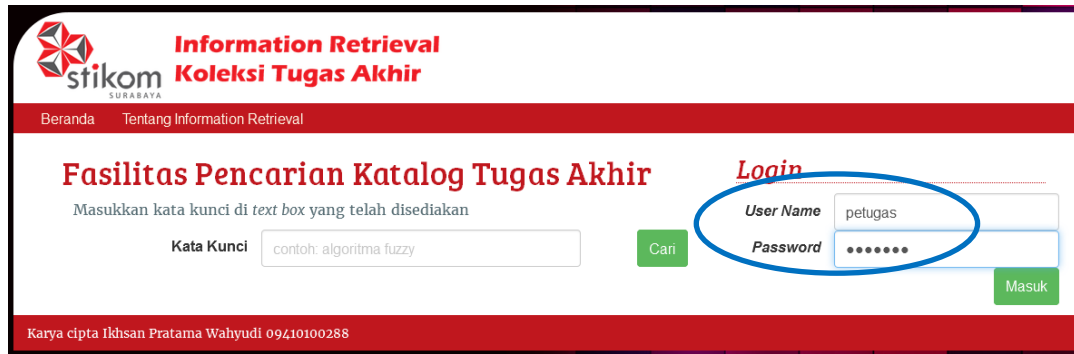 stikom
SURABAYA
Information Retrieval
Koleksi Tugas Akhir
Beranda Tentang Information Retrieval
Fasilitas Pencarian Katalog Tugas Akhir
Masukkan kata kunci di text box yang telah disediakan
Kata Kunci contoh: algoritma fuzzy Cari
Login
User Name petugas
Password •••••••
Masuk
Karya cipta Ikhsan Pratama Wahyudi 09410100288